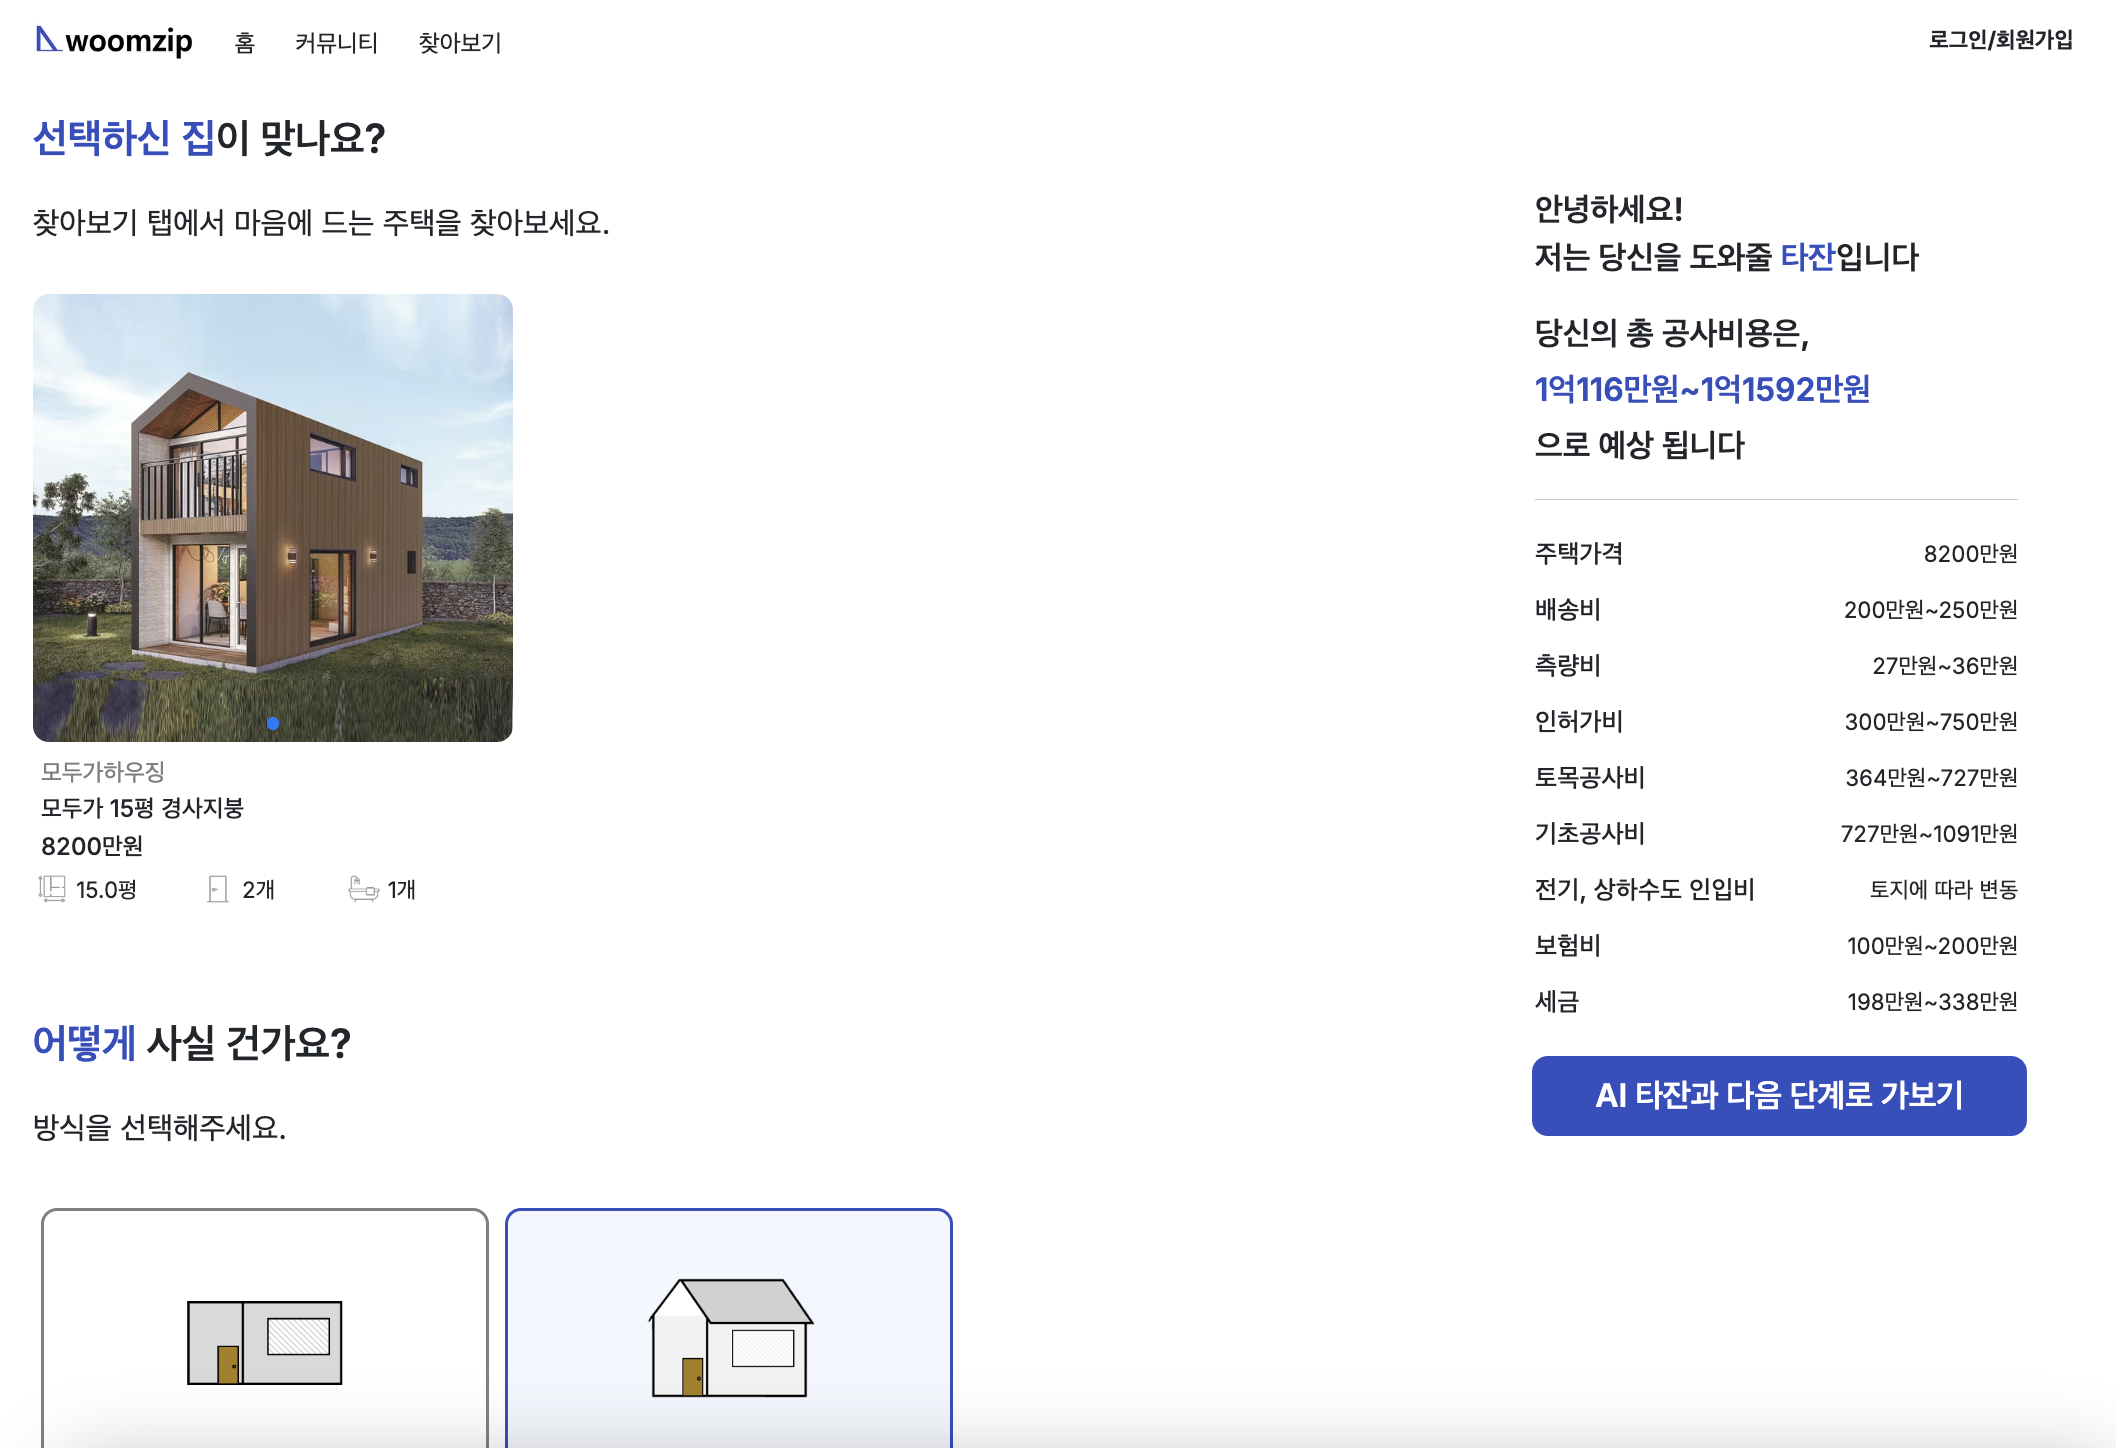 woomzip 홈 커뮤니티 찾아보기 로그인/회원가입
선택하신 집이 맞나요?
찾아보기 탭에서 마음에 드는 주택을 찾아보세요.
모두가하우징
모두가 15평 경사지붕
8200만원
15.0평 2개 1개
어떻게 사실 건가요?
방식을 선택해주세요.
안녕하세요!
저는 당신을 도와줄 타잔입니다
당신의 총 공사비용은,
1억116만원~1억1592만원
으로 예상 됩니다
주택가격 8200만원
배송비 200만원~250만원
측량비 27만원~36만원
인허가비 300만원~750만원
토목공사비 364만원~727만원
기초공사비 727만원~1091만원
전기, 상하수도 인입비 토지에 따라 변동
보험비 100만원~200만원
세금 198만원~338만원
AI 타잔과 다음 단계로 가보기